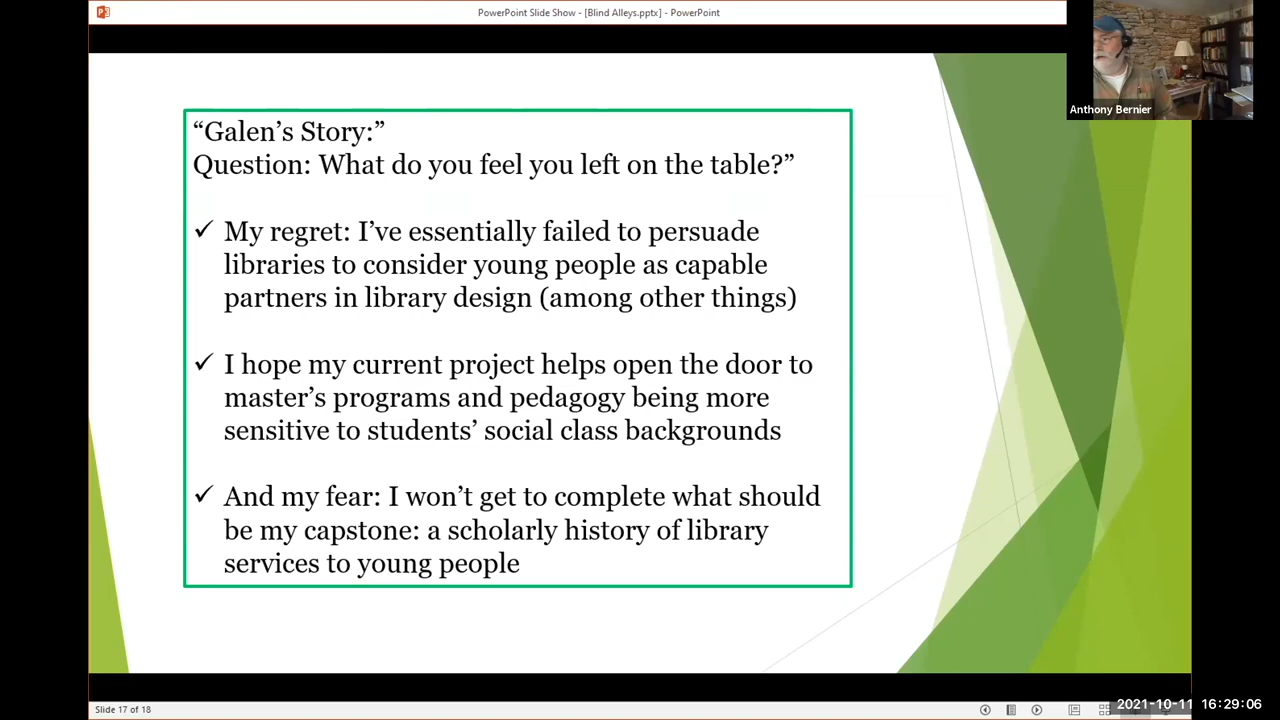 PowerPoint Slide Show - [Blind Alleys.pptx] - PowerPoint
Anthony Bernier
“Galen’s Story:”
Question: What do you feel you left on the table?”
✓ My regret: I’ve essentially failed to persuade
libraries to consider young people as capable
partners in library design (among other things)
✓ I hope my current project helps open the door to
master’s programs and pedagogy being more
sensitive to students’ social class backgrounds
✓ And my fear: I won’t get to complete what should
be my capstone: a scholarly history of library
services to young people
Slide 17 of 18
2021-10-11 16:29:06